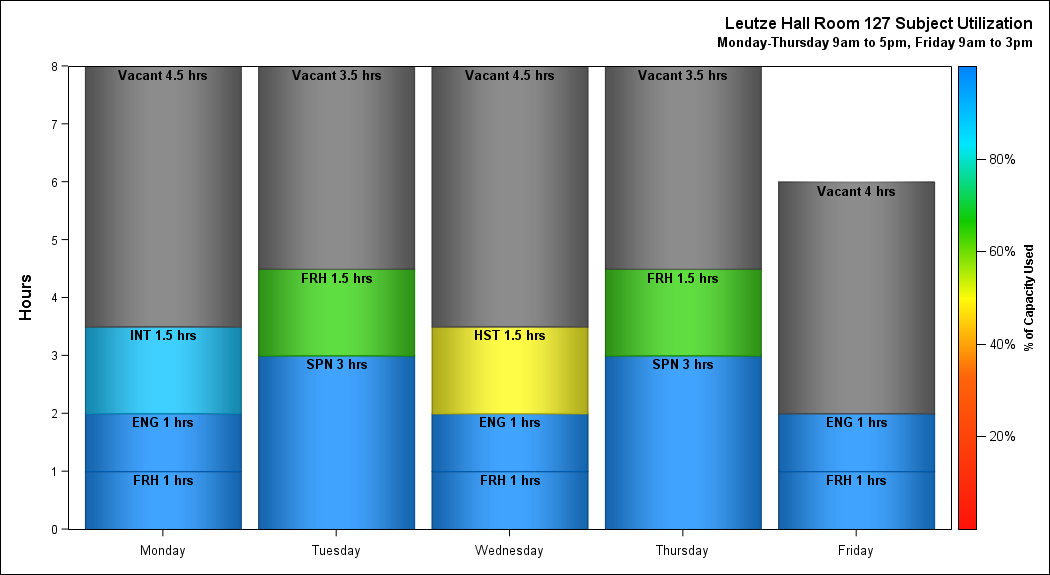 Leutze Hall Room 127 Subject Utilization
Monday-Thursday 9am to 5pm, Friday 9am to 3pm
Hours
8
7
6
5
4
3
2
1
0
Vacant 4.5 hrs
INT 1.5 hrs
ENG 1 hrs
FRH 1 hrs
Monday
Vacant 3.5 hrs
FRH 1.5 hrs
SPN 3 hrs
Tuesday
Vacant 4.5 hrs
HST 1.5 hrs
ENG 1 hrs
FRH 1 hrs
Wednesday
Vacant 3.5 hrs
FRH 1.5 hrs
SPN 3 hrs
Thursday
Vacant 4 hrs
ENG 1 hrs
FRH 1 hrs
Friday
80%
60%
40%
20%
% of Capacity Used